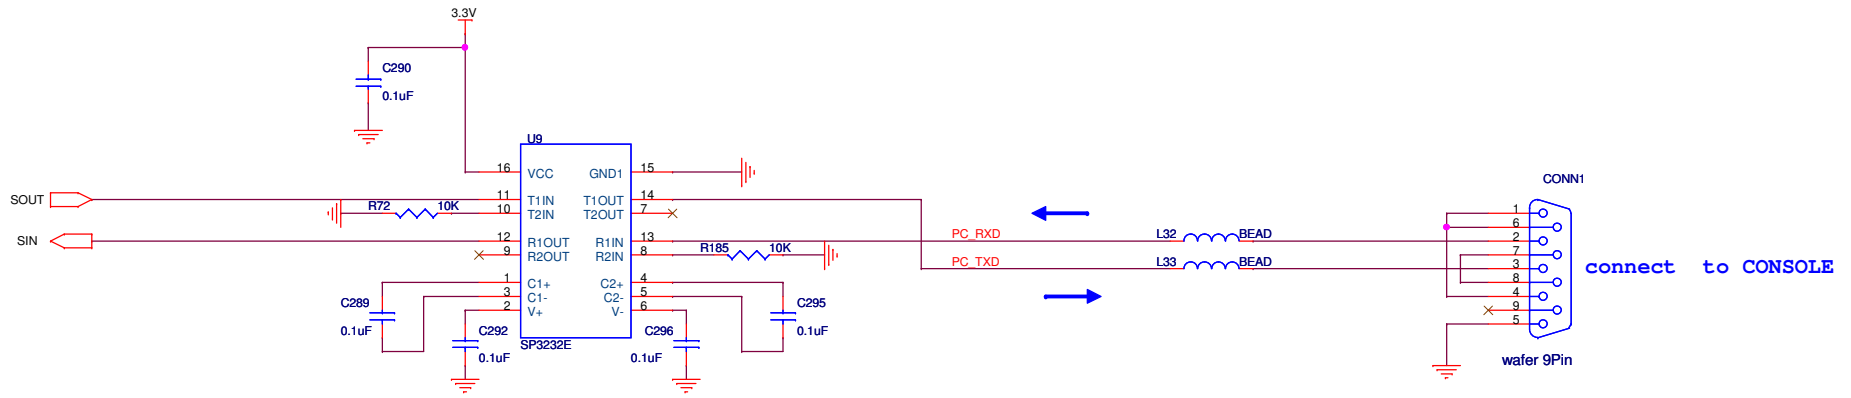 3.3V
C290
0.1uF
U9
16 VCC GND1 15
CONN1
SOUT 11 T1IN T1OUT 14
R72 10K 10 T2IN T2OUT 7
1
6
SIN 12 R1OUT R1IN 13 PC_RXD L32 BEAD 2
9 R2OUT R2IN 8 R185 10K 7
PC_TXD L33 BEAD 3 connect to CONSOLE
1 C1+ C2+ 4 8
3 C1- C2- 5 4
2 V+ V- 6 9
C289 C295 5
0.1uF 0.1uF
C292 C296
SP3232E
0.1uF 0.1uF
wafer 9Pin